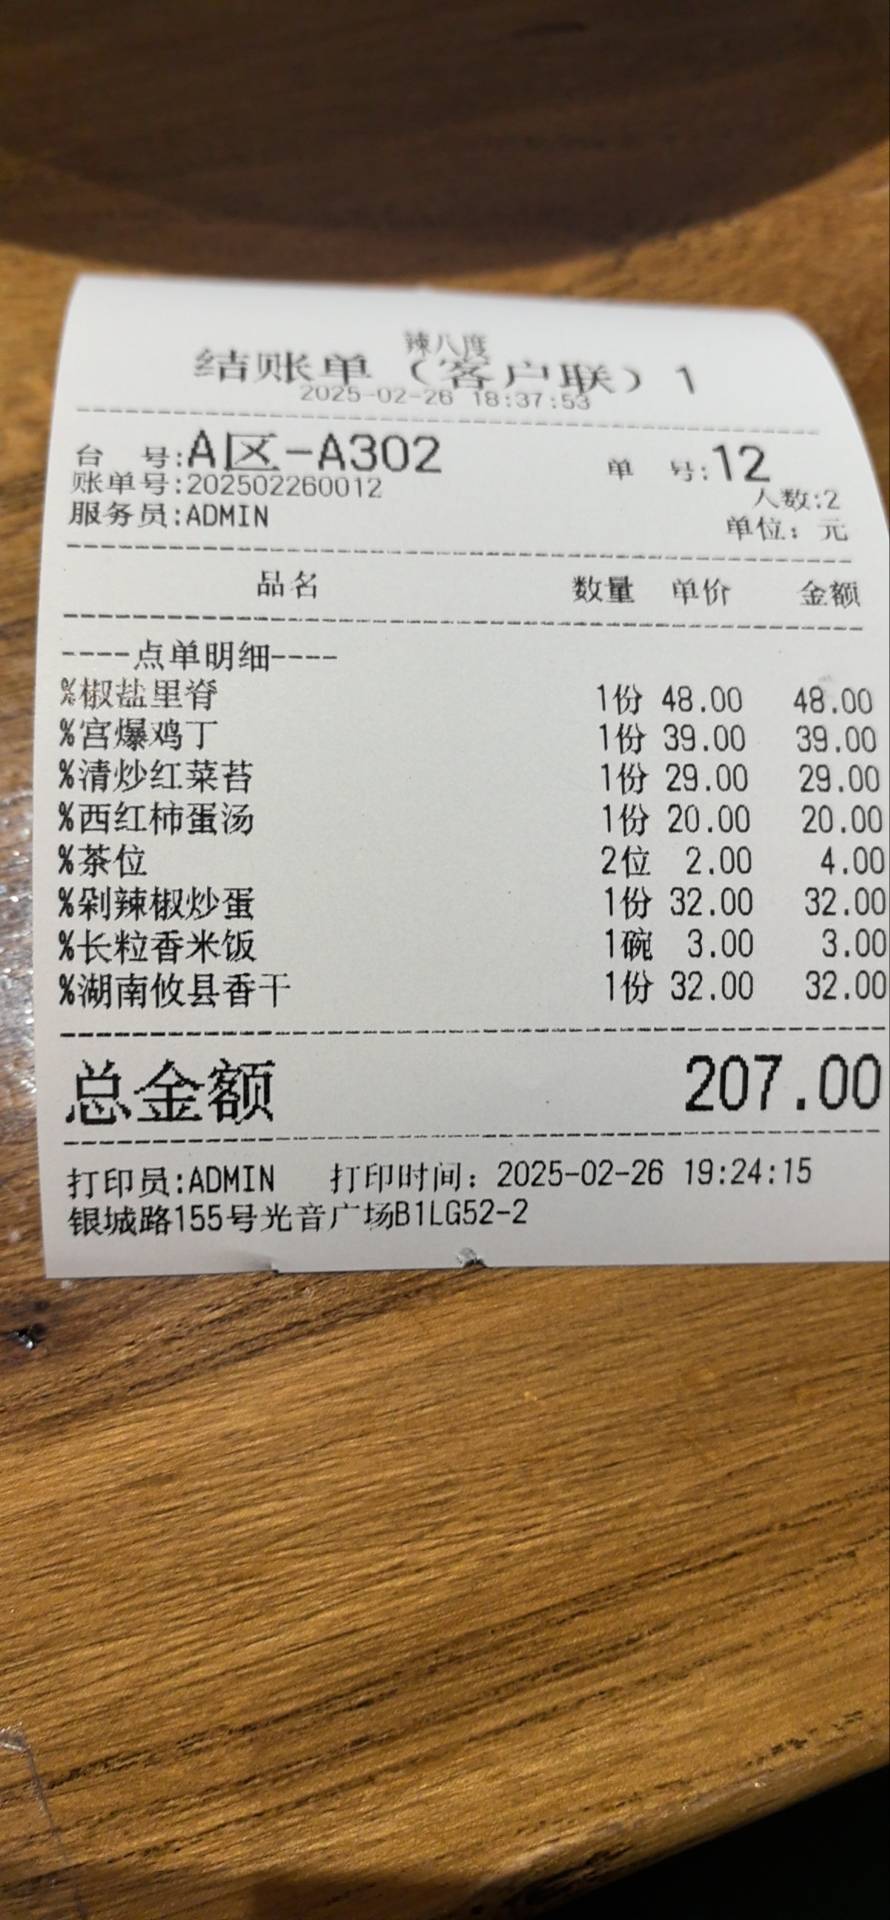 辣八度
结账单（客户联）1
2025-02-26 18:37:53
台 号:A区-A302 单 号:12
账单号:202502260012 人数:2
服务员:ADMIN 单位：元
品名 数量 单价 金额
----点单明细----
%椒盐里脊 1份 48.00 48.00
%宫爆鸡丁 1份 39.00 39.00
%清炒红菜苔 1份 29.00 29.00
%西红柿蛋汤 1份 20.00 20.00
%茶位 2位 2.00 4.00
%剁辣椒炒蛋 1份 32.00 32.00
%长粒香米饭 1碗 3.00 3.00
%湖南攸县香干 1份 32.00 32.00
总金额 207.00
打印员:ADMIN 打印时间：2025-02-26 19:24:15
银城路155号光音广场B1LG52-2